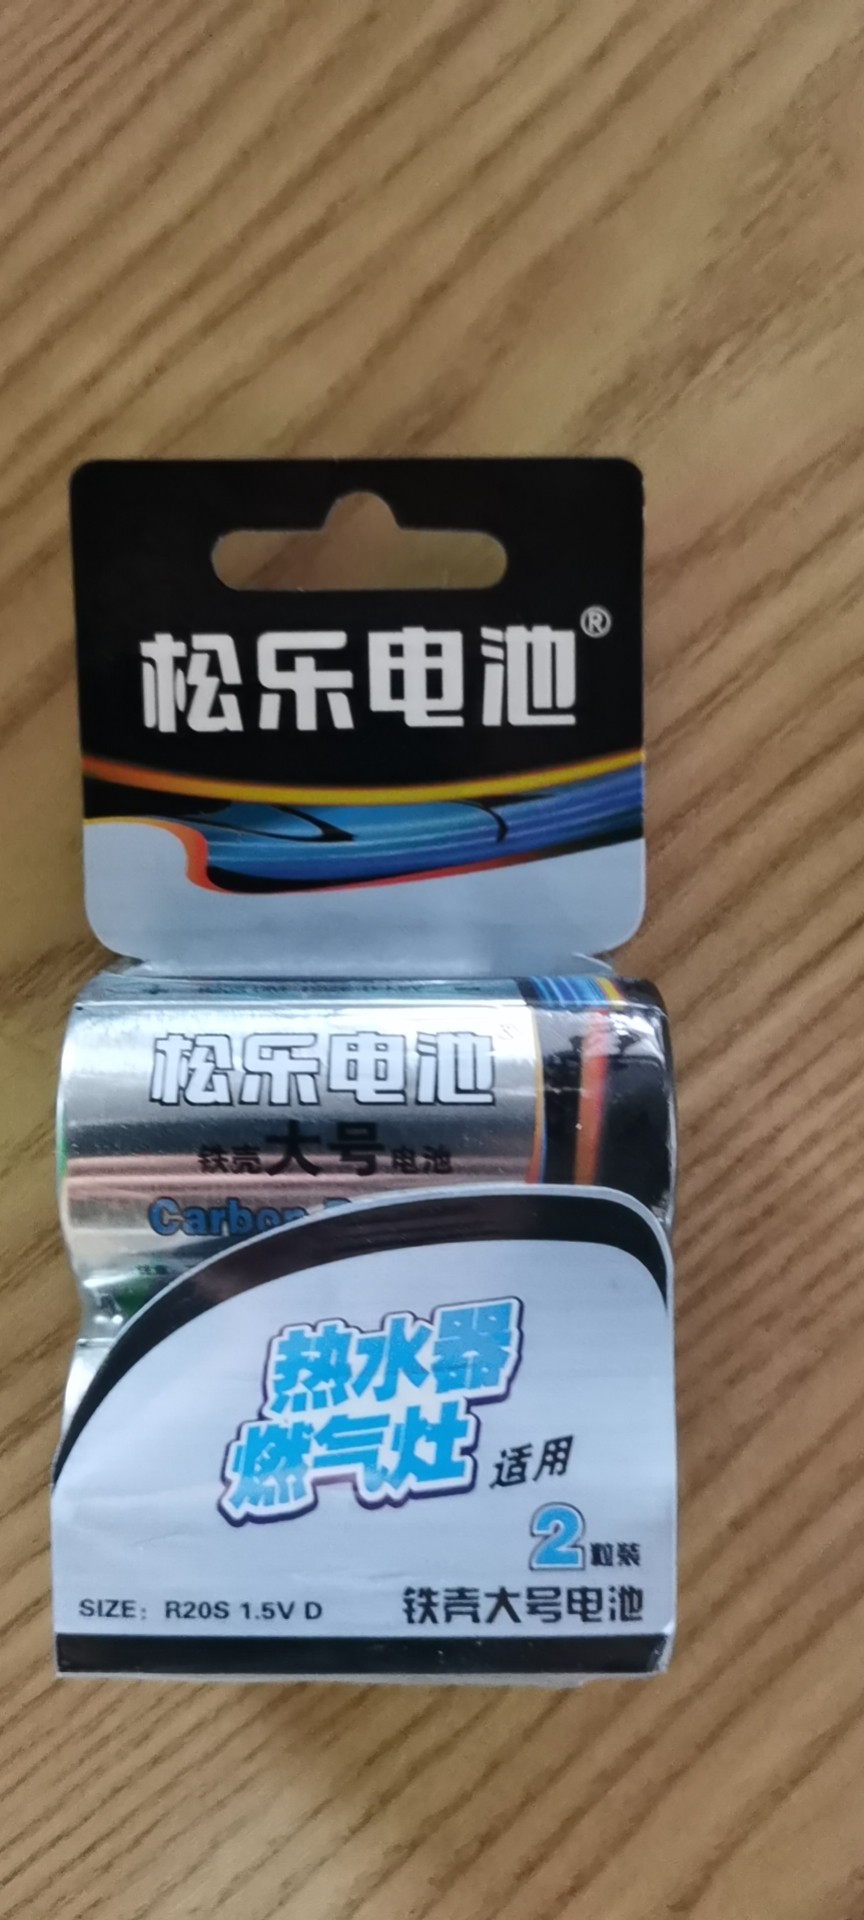 松乐电池®
松乐电池
铁壳大号电池
Carbon
热水器
燃气灶 适用
2粒装
SIZE: R20S 1.5V D 铁壳大号电池